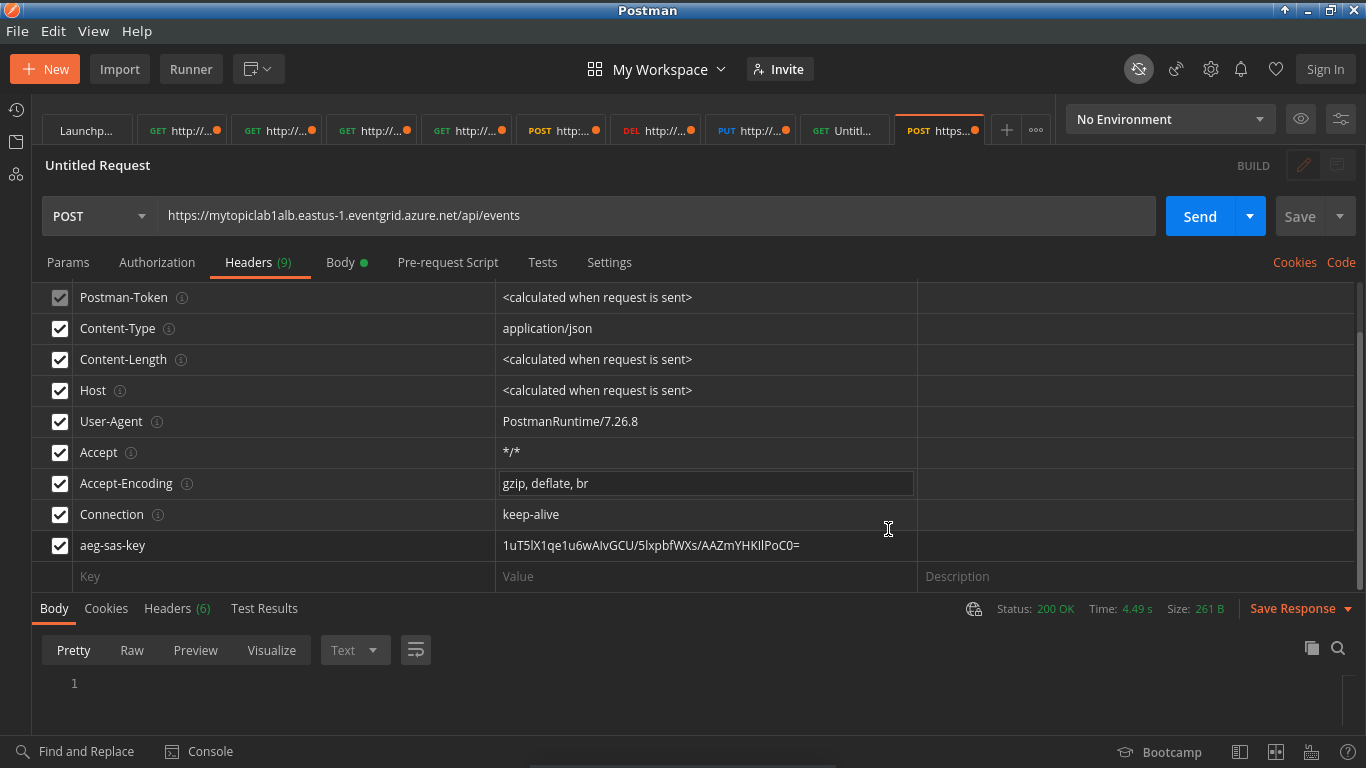 Postman
File Edit View Help
New Import Runner My Workspace Invite Sign In
Launchp... GET http://... GET http://... GET http://... GET http://... POST http:... DEL http://... PUT http://... GET Untitl... POST https... No Environment
Untitled Request BUILD
POST https://mytopiclab1alb.eastus-1.eventgrid.azure.net/api/events Send Save
Params Authorization Headers (9) Body Pre-request Script Tests Settings Cookies Code
Postman-Token <calculated when request is sent>
Content-Type application/json
Content-Length <calculated when request is sent>
Host <calculated when request is sent>
User-Agent PostmanRuntime/7.26.8
Accept */*
Accept-Encoding gzip, deflate, br
Connection keep-alive
aeg-sas-key 1uT5lX1qe1u6wAIvGCU/5lxpbfWXs/AAZmYHKIlPoC0=
Key Value Description
Body Cookies Headers (6) Test Results Status: 200 OK Time: 4.49 s Size: 261 B Save Response
Pretty Raw Preview Visualize Text
1
Find and Replace Console Bootcamp